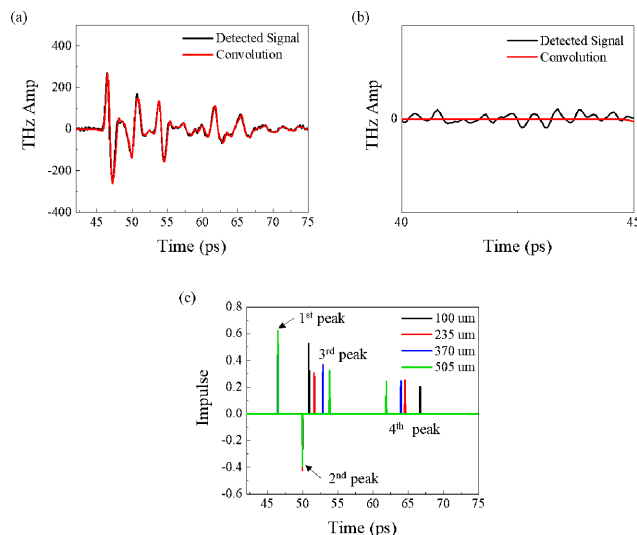 (a)
(b)
Detected Signal
Convolution
THz Amp
400
200
0
-200
-400
45 50 55 60 65 70 75
Time (ps)
Detected Signal
Convolution
THz Amp
0
40 45
Time (ps)
(c)
Impulse
0.8
0.6
0.4
0.2
0.0
-0.2
-0.4
-0.6
1st peak
3rd peak
4th peak
2nd peak
100 um
235 um
370 um
505 um
45 50 55 60 65 70 75
Time (ps)